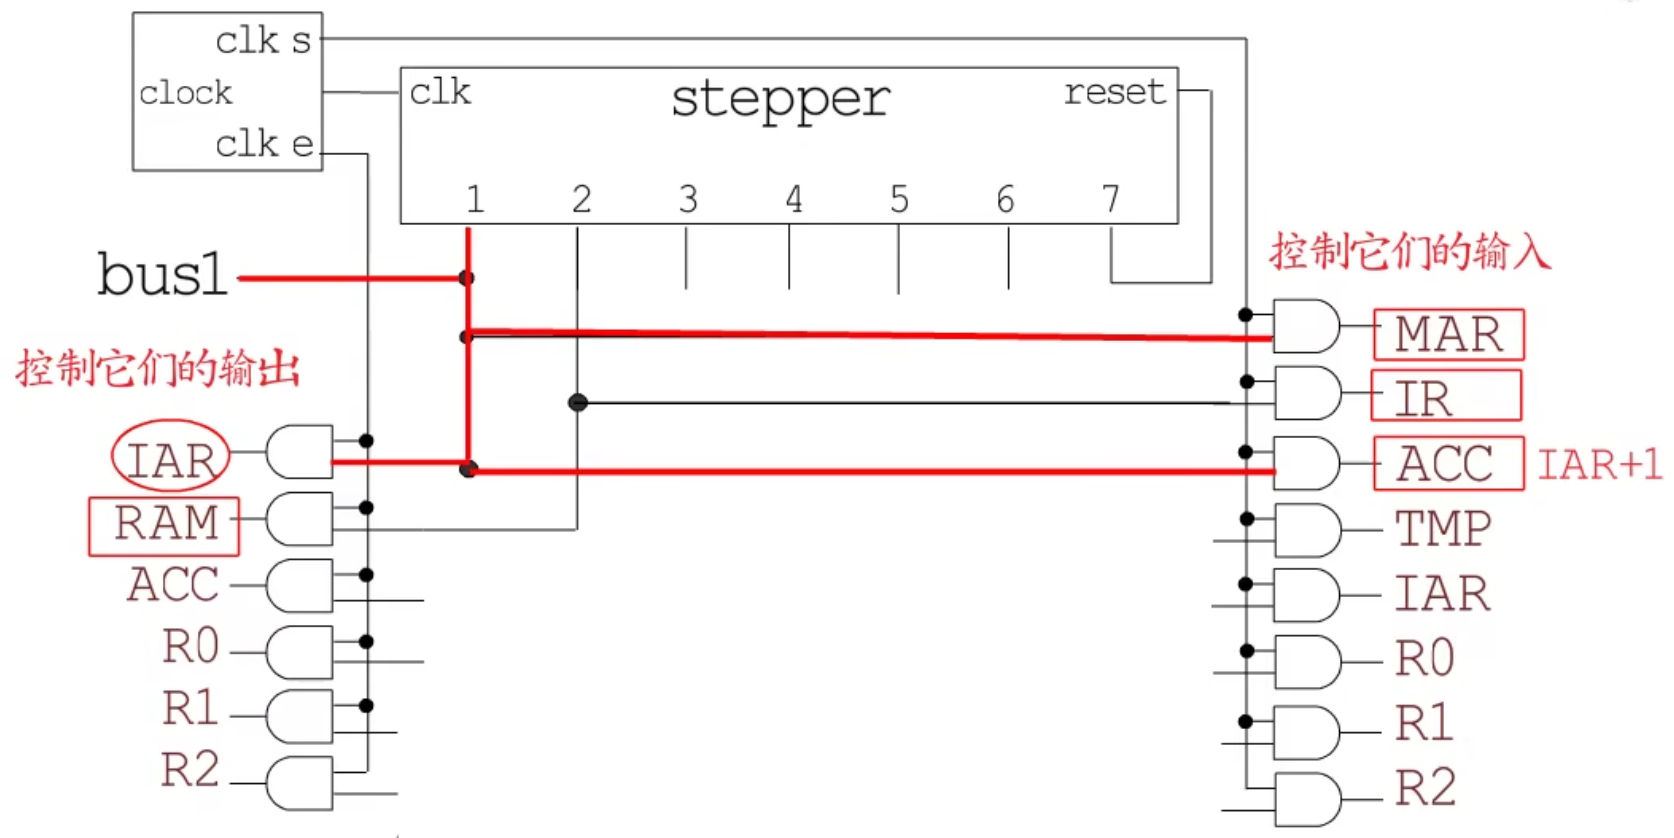 clk s
clock
clk e
clk
stepper
reset
1 2 3 4 5 6 7
bus1
控制它们的输入
控制它们的输出
MAR
IR
ACC IAR+1
TMP
IAR
R0
R1
R2
IAR
RAM
ACC
R0
R1
R2